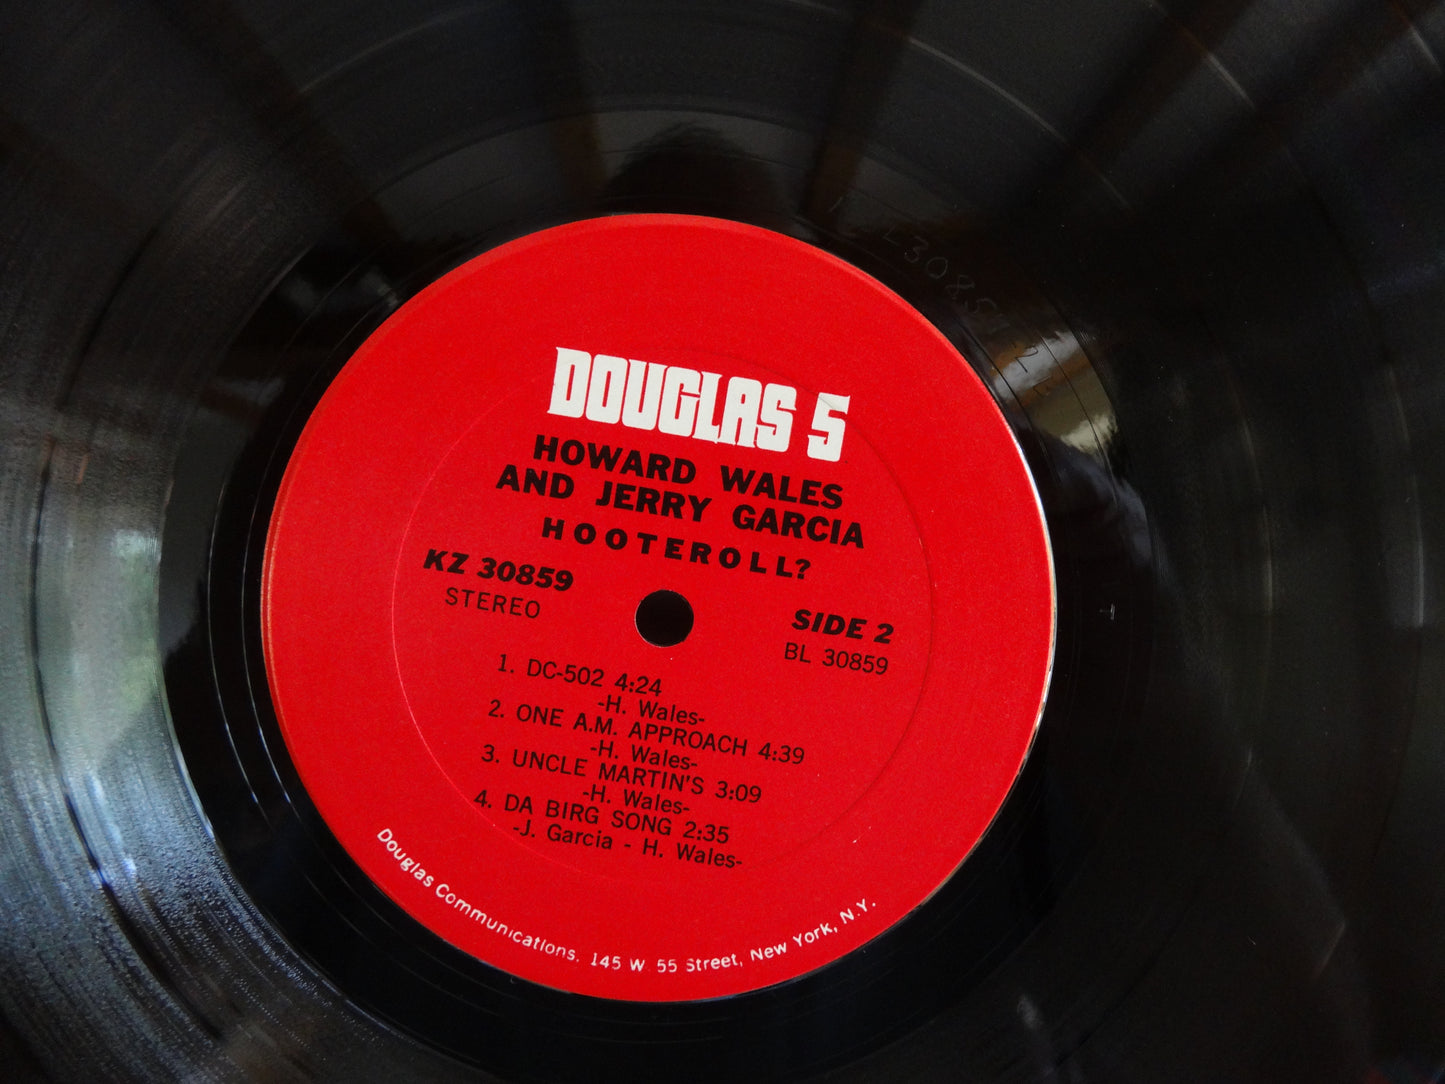 DOUGLAS 5
HOWARD WALES
AND JERRY GARCIA
HOOTEROLL?
KZ 30859
STEREO
SIDE 2
BL 30859
1. DC-502 4:24
-H. Wales-
2. ONE A.M. APPROACH 4:39
-H. Wales-
3. UNCLE MARTIN'S 3:09
-H. Wales-
4. DA BIRG SONG 2:35
-J. Garcia - H. Wales-
Douglas Communications, 145 W. 55 Street, New York, N.Y.